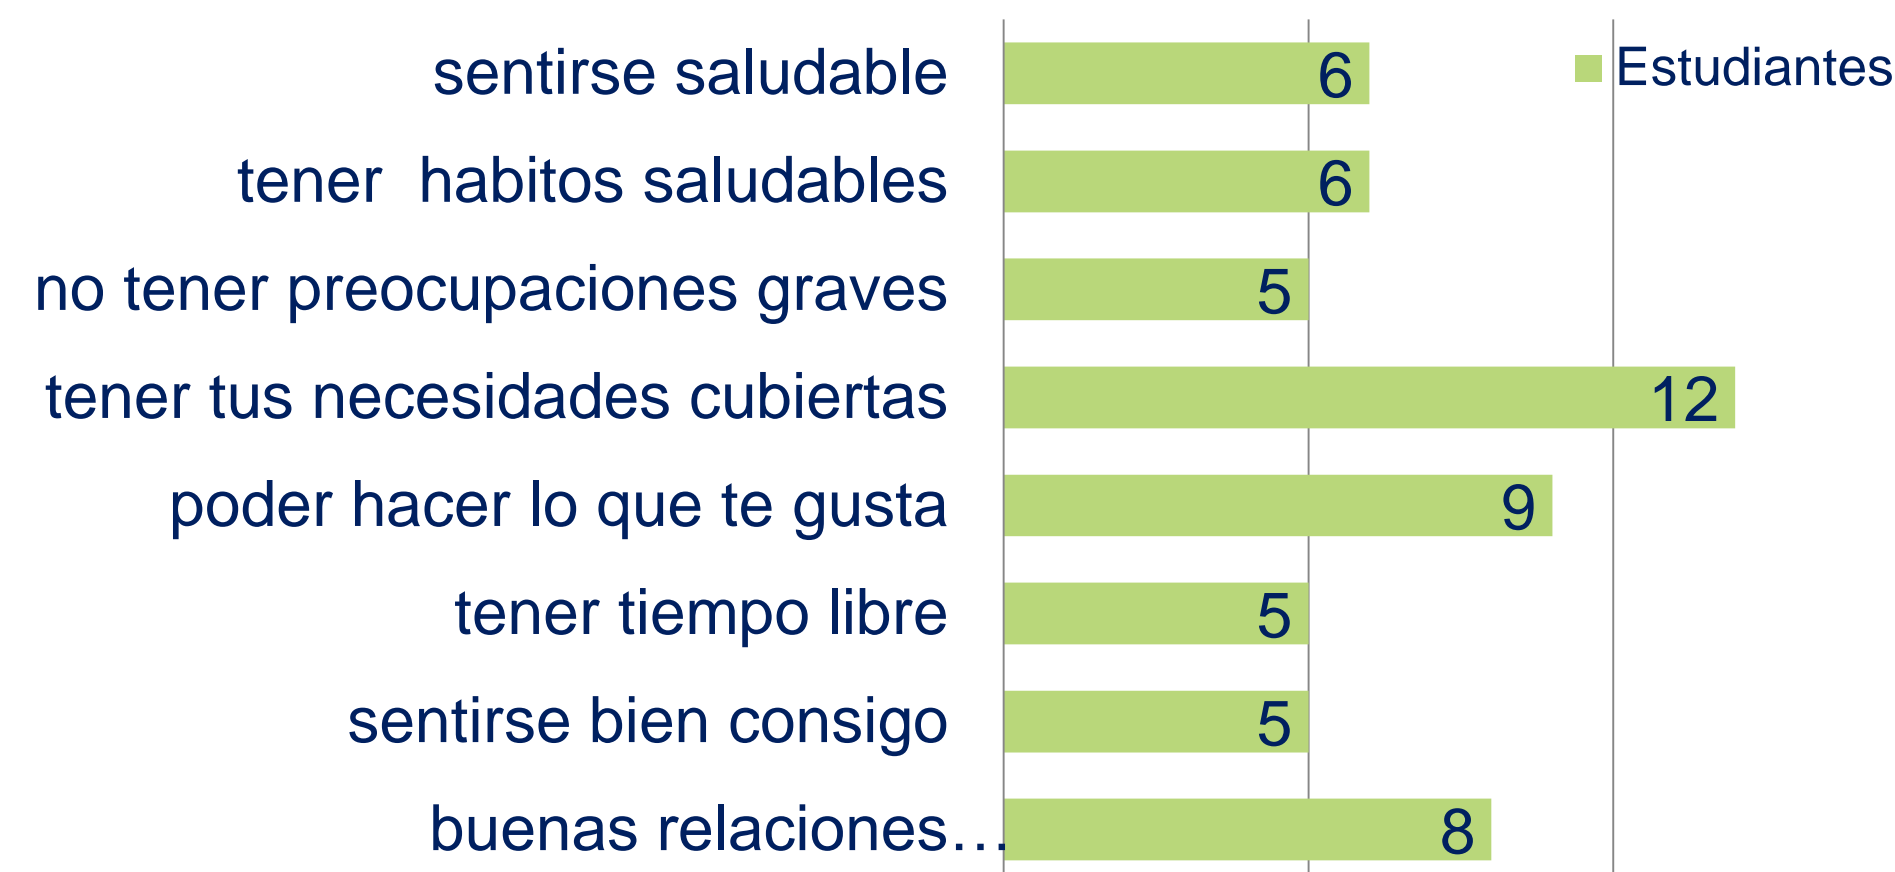 sentirse saludable 6
Estudiantes
tener  habitos saludables 6
no tener preocupaciones graves 5
tener tus necesidades cubiertas 12
poder hacer lo que te gusta 9
tener tiempo libre 5
sentirse bien consigo 5
buenas relaciones… 8